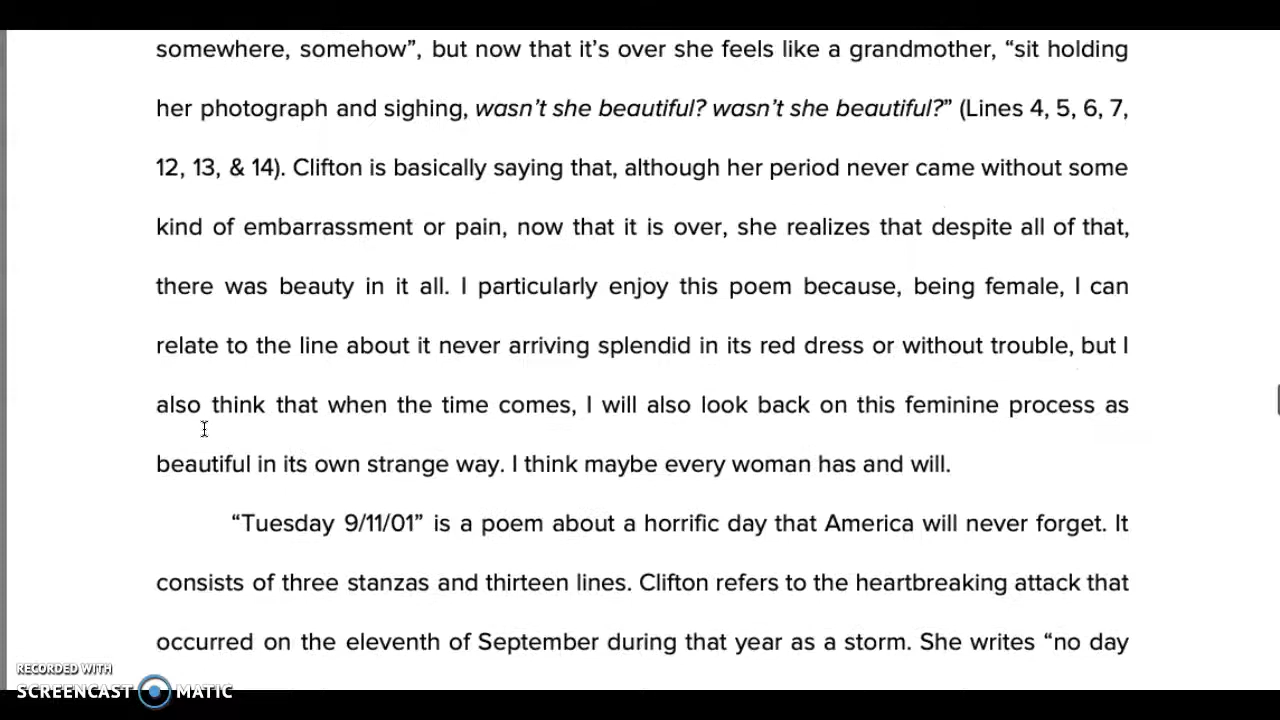 somewhere, somehow”, but now that it’s over she feels like a grandmother, “sit holding
her photograph and sighing, wasn’t she beautiful? wasn’t she beautiful?” (Lines 4, 5, 6, 7,
12, 13, & 14). Clifton is basically saying that, although her period never came without some
kind of embarrassment or pain, now that it is over, she realizes that despite all of that,
there was beauty in it all. I particularly enjoy this poem because, being female, I can
relate to the line about it never arriving splendid in its red dress or without trouble, but I
also think that when the time comes, I will also look back on this feminine process as
beautiful in its own strange way. I think maybe every woman has and will.
“Tuesday 9/11/01” is a poem about a horrific day that America will never forget. It
consists of three stanzas and thirteen lines. Clifton refers to the heartbreaking attack that
occurred on the eleventh of September during that year as a storm. She writes “no day
RECORDED WITH
SCREENCAST MATIC